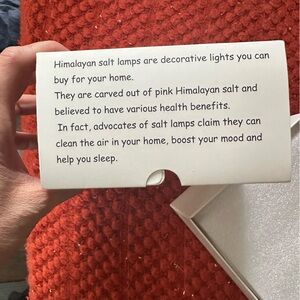 Himalayan salt lamps are decorative lights you can
buy for your home.
They are carved out of pink Himalayan salt and
believed to have various health benefits.
In fact, advocates of salt lamps claim they can
clean the air in your home, boost your mood and
help you sleep.